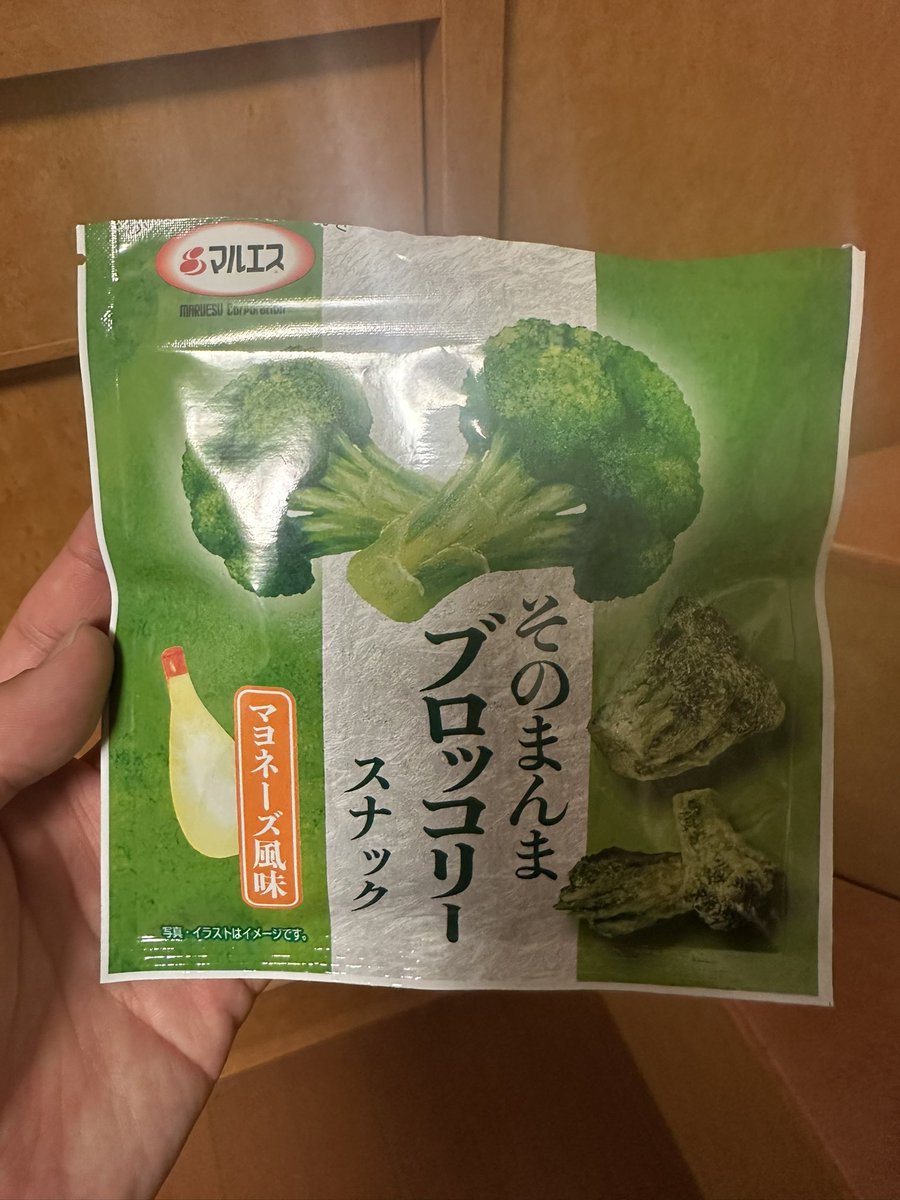 マルエス
MARUESU Corporation
そのまんま
ブロッコリー
スナック
マヨネーズ風味
写真・イラストはイメージです。